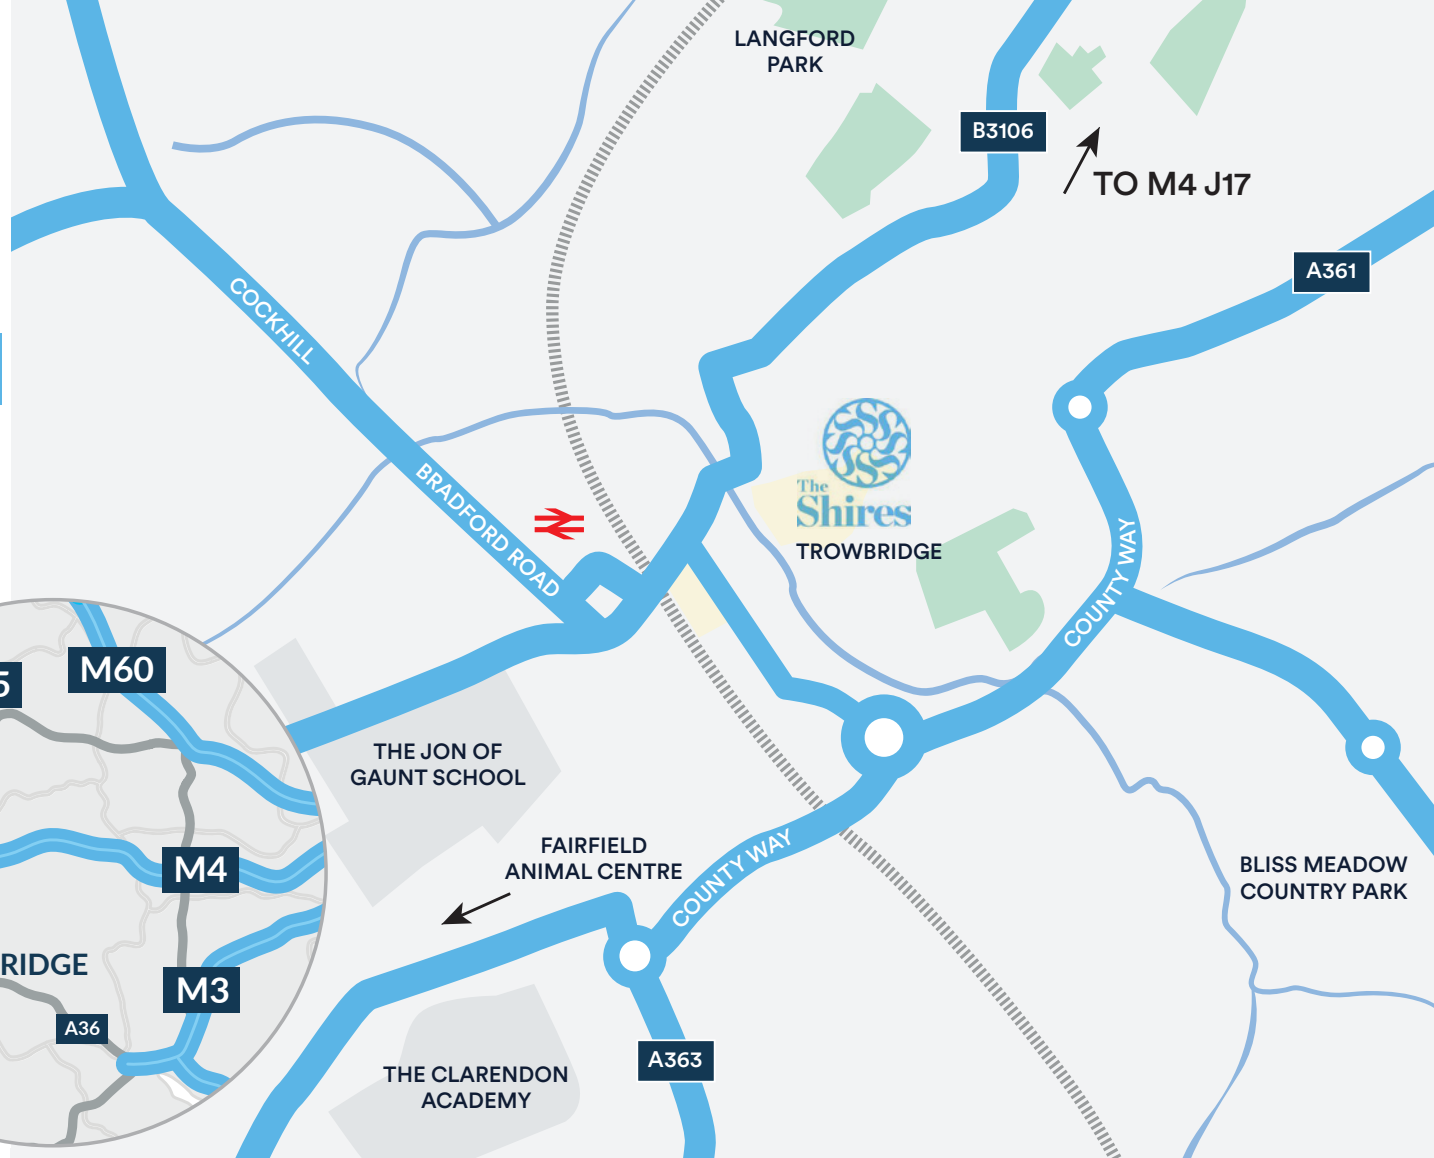 LANGFORD
PARK
B3106
TO M4 J17
A361
COCKHILL
The
Shires
TROWBRIDGE
BRADFORD ROAD
COUNTY WAY
M60
5
THE JON OF
GAUNT SCHOOL
FAIRFIELD
ANIMAL CENTRE
COUNTY WAY
M4
BLISS MEADOW
COUNTRY PARK
RIDGE
M3
A36
A363
THE CLARENDON
ACADEMY